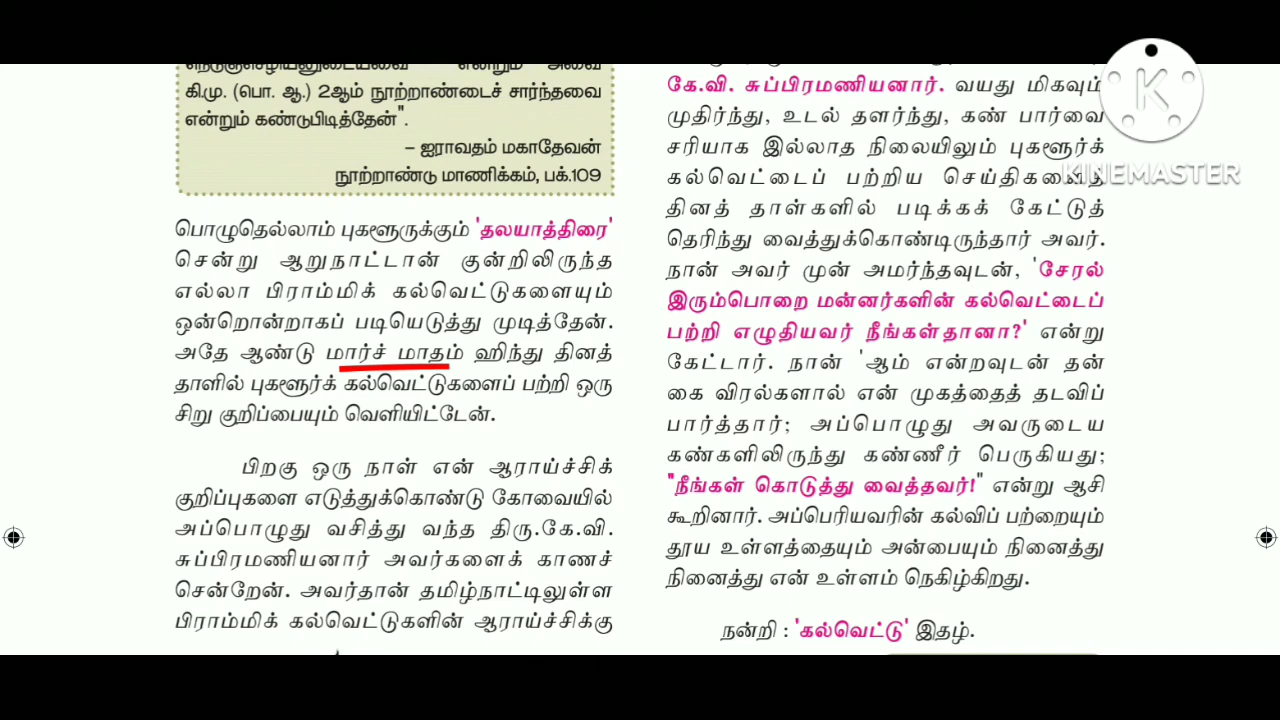 கி.மு. (பொ. ஆ.) 2ஆம் நூற்றாண்டைச் சார்ந்தவை
என்றும் கண்டுபிடித்தேன்".
– ஐராவதம் மகாதேவன்
நூற்றாண்டு மாணிக்கம், பக்.109
பொழுதெல்லாம் புகளூருக்கும் 'தலயாத்திரை'
சென்று ஆறுநாட்டான் குன்றிலிருந்த
எல்லா பிராம்மிக் கல்வெட்டுகளையும்
ஒன்றொன்றாகப் படியெடுத்து முடித்தேன்.
அதே ஆண்டு மார்ச் மாதம் ஹிந்து தினத்
தாளில் புகளூர்க் கல்வெட்டுகளைப் பற்றி ஒரு
சிறு குறிப்பையும் வெளியிட்டேன்.
பிறகு ஒரு நாள் என் ஆராய்ச்சிக்
குறிப்புகளை எடுத்துக்கொண்டு கோவையில்
அப்பொழுது வசித்து வந்த திரு.கே.வி.
சுப்பிரமணியனார் அவர்களைக் காணச்
சென்றேன். அவர்தான் தமிழ்நாட்டிலுள்ள
பிராம்மிக் கல்வெட்டுகளின் ஆராய்ச்சிக்கு
கே.வி. சுப்பிரமணியனார். வயது மிகவும்
முதிர்ந்து, உடல் தளர்ந்து, கண் பார்வை
சரியாக இல்லாத நிலையிலும் புகளூர்க்
கல்வெட்டைப் பற்றிய செய்திகளைத்
தினத் தாள்களில் படிக்கக் கேட்டுத்
தெரிந்து வைத்துக்கொண்டிருந்தார் அவர்.
நான் அவர் முன் அமர்ந்தவுடன், 'சேரல்
இரும்பொறை மன்னர்களின் கல்வெட்டைப்
பற்றி எழுதியவர் நீங்கள்தானா?' என்று
கேட்டார். நான் 'ஆம் என்றவுடன் தன்
கை விரல்களால் என் முகத்தைத் தடவிப்
பார்த்தார்; அப்பொழுது அவருடைய
கண்களிலிருந்து கண்ணீர் பெருகியது;
"நீங்கள் கொடுத்து வைத்தவர்!" என்று ஆசி
கூறினார். அப்பெரியவரின் கல்விப் பற்றையும்
தூய உள்ளத்தையும் அன்பையும் நினைத்து
நினைத்து என் உள்ளம் நெகிழ்கிறது.
நன்றி : 'கல்வெட்டு' இதழ்.
K
KINEMASTER